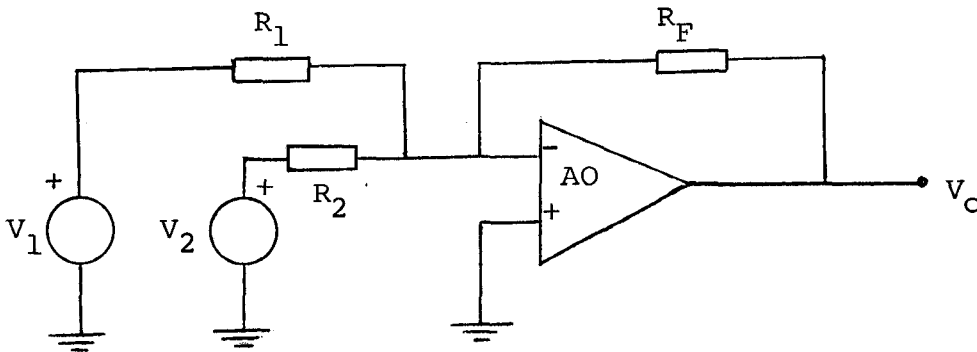 R1
RF
+
+
R2
V1
V2
-
AO
+
Vo